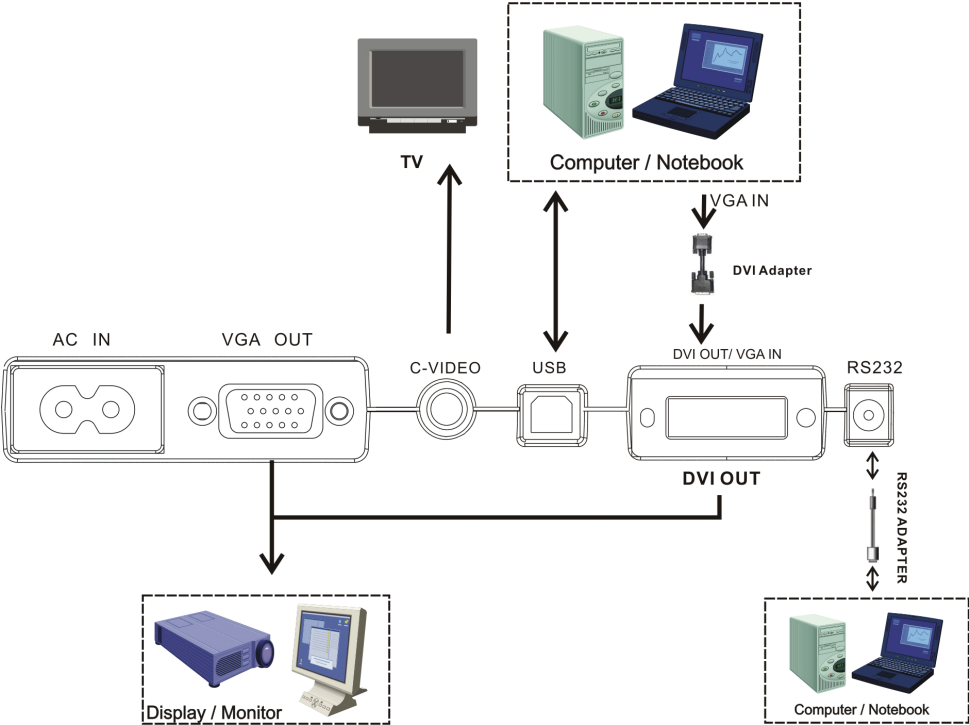 TV
Computer / Notebook
VGA IN
DVI Adapter
AC IN
VGA OUT
C-VIDEO
USB
DVI OUT/ VGA IN
RS232
DVI OUT
RS232 ADAPTER
Display / Monitor
Computer / Notebook